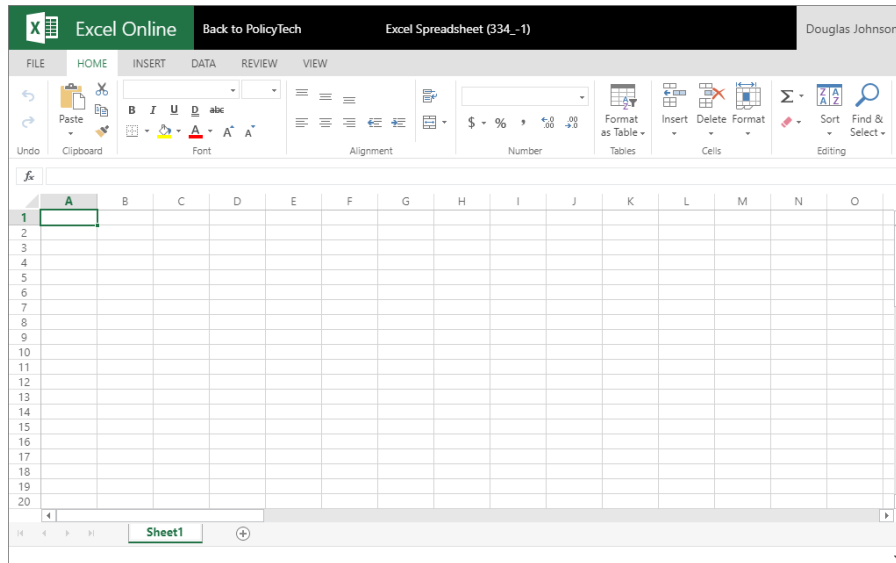 Excel Online Back to PolicyTech Excel Spreadsheet (334_-1) Douglas Johnson
FILE HOME INSERT DATA REVIEW VIEW
Paste
B I U D abc
A A A
$ % , .00 .0
Format as Table
Insert Delete Format
Σ
Sort
Find & Select
Undo Clipboard Font Alignment Number Tables Cells Editing
fx
A B C D E F G H I J K L M N O
1
2
3
4
5
6
7
8
9
10
11
12
13
14
15
16
17
18
19
20
Sheet1